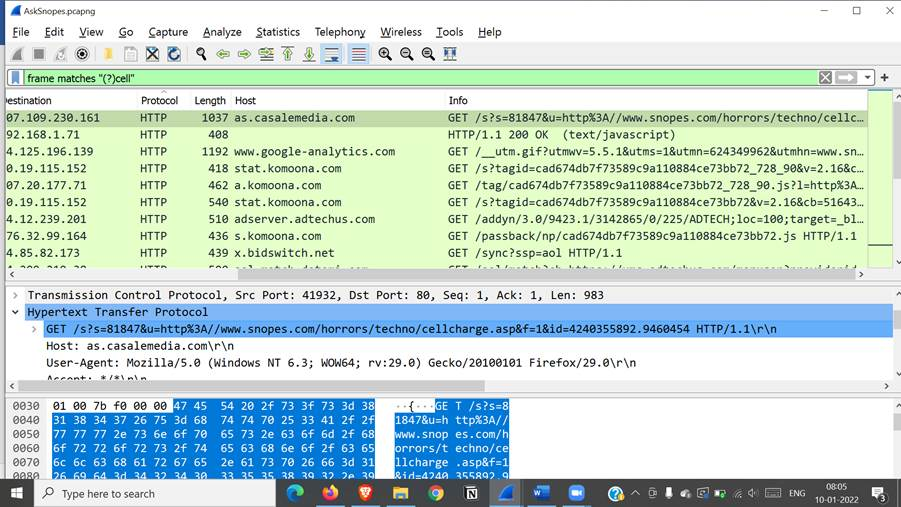 AskSnopes.pcapng
File Edit View Go Capture Analyze Statistics Telephony Wireless Tools Help
frame matches "(?)cell"
Destination Protocol Length Host Info
07.109.230.161 HTTP 1037 as.casalemedia.com GET /s?s=81847&u=http%3A//www.snopes.com/horrors/techno/cellc…
92.168.1.71 HTTP 408 HTTP/1.1 200 OK (text/javascript)
4.125.196.139 HTTP 1192 www.google-analytics.com GET /__utm.gif?utmwv=5.5.1&utms=1&utmn=624349962&utmhn=www.sn…
0.19.115.152 HTTP 418 stat.komoona.com GET /s?tagid=cad674db7f73589c9a110884ce73bb72_728_90&v=2.16&c…
07.20.177.71 HTTP 462 a.komoona.com GET /tag/cad674db7f73589c9a110884ce73bb72_728_90.js?l=http%3A…
0.19.115.152 HTTP 540 stat.komoona.com GET /s?tagid=cad674db7f73589c9a110884ce73bb72&v=2.16&cb=51643…
4.12.239.201 HTTP 510 adserver.adtechus.com GET /addyn/3.0/9423.1/3142865/0/225/ADTECH;loc=100;target=_bl…
76.32.99.164 HTTP 436 s.komoona.com GET /passback/np/cad674db7f73589c9a110884ce73bb72.js HTTP/1.1
4.85.82.173 HTTP 439 x.bidswitch.net GET /sync?ssp=aol HTTP/1.1
Transmission Control Protocol, Src Port: 41932, Dst Port: 80, Seq: 1, Ack: 1, Len: 983
Hypertext Transfer Protocol
GET /s?s=81847&u=http%3A//www.snopes.com/horrors/techno/cellcharge.asp&f=1&id=4240355892.9460454 HTTP/1.1\r\n
Host: as.casalemedia.com\r\n
User-Agent: Mozilla/5.0 (Windows NT 6.3; WOW64; rv:29.0) Gecko/20100101 Firefox/29.0\r\n
Accept: */*\r\n
0030 01 00 7b f0 00 00 47 45 54 20 2f 73 3f 73 3d 38 ··{···GE T /s?s=8
0040 31 38 34 37 26 75 3d 68 74 74 70 25 33 41 2f 2f 1847&u=h ttp%3A//
0050 77 77 77 2e 73 6e 6f 70 65 73 2e 63 6f 6d 2f 68 www.snop es.com/h
0060 6f 72 72 6f 72 73 2f 74 65 63 68 6e 6f 2f 63 65 orrors/t echno/ce
0070 6c 6c 63 68 61 72 67 65 2e 61 73 70 26 66 3d 31 llcharge .asp&f=1
0080 26 69 64 3d 34 32 34 30 33 35 35 38 39 32 2e 39 &id=4240 355892.9
Type here to search
ENG
08:05
10-01-2022
3